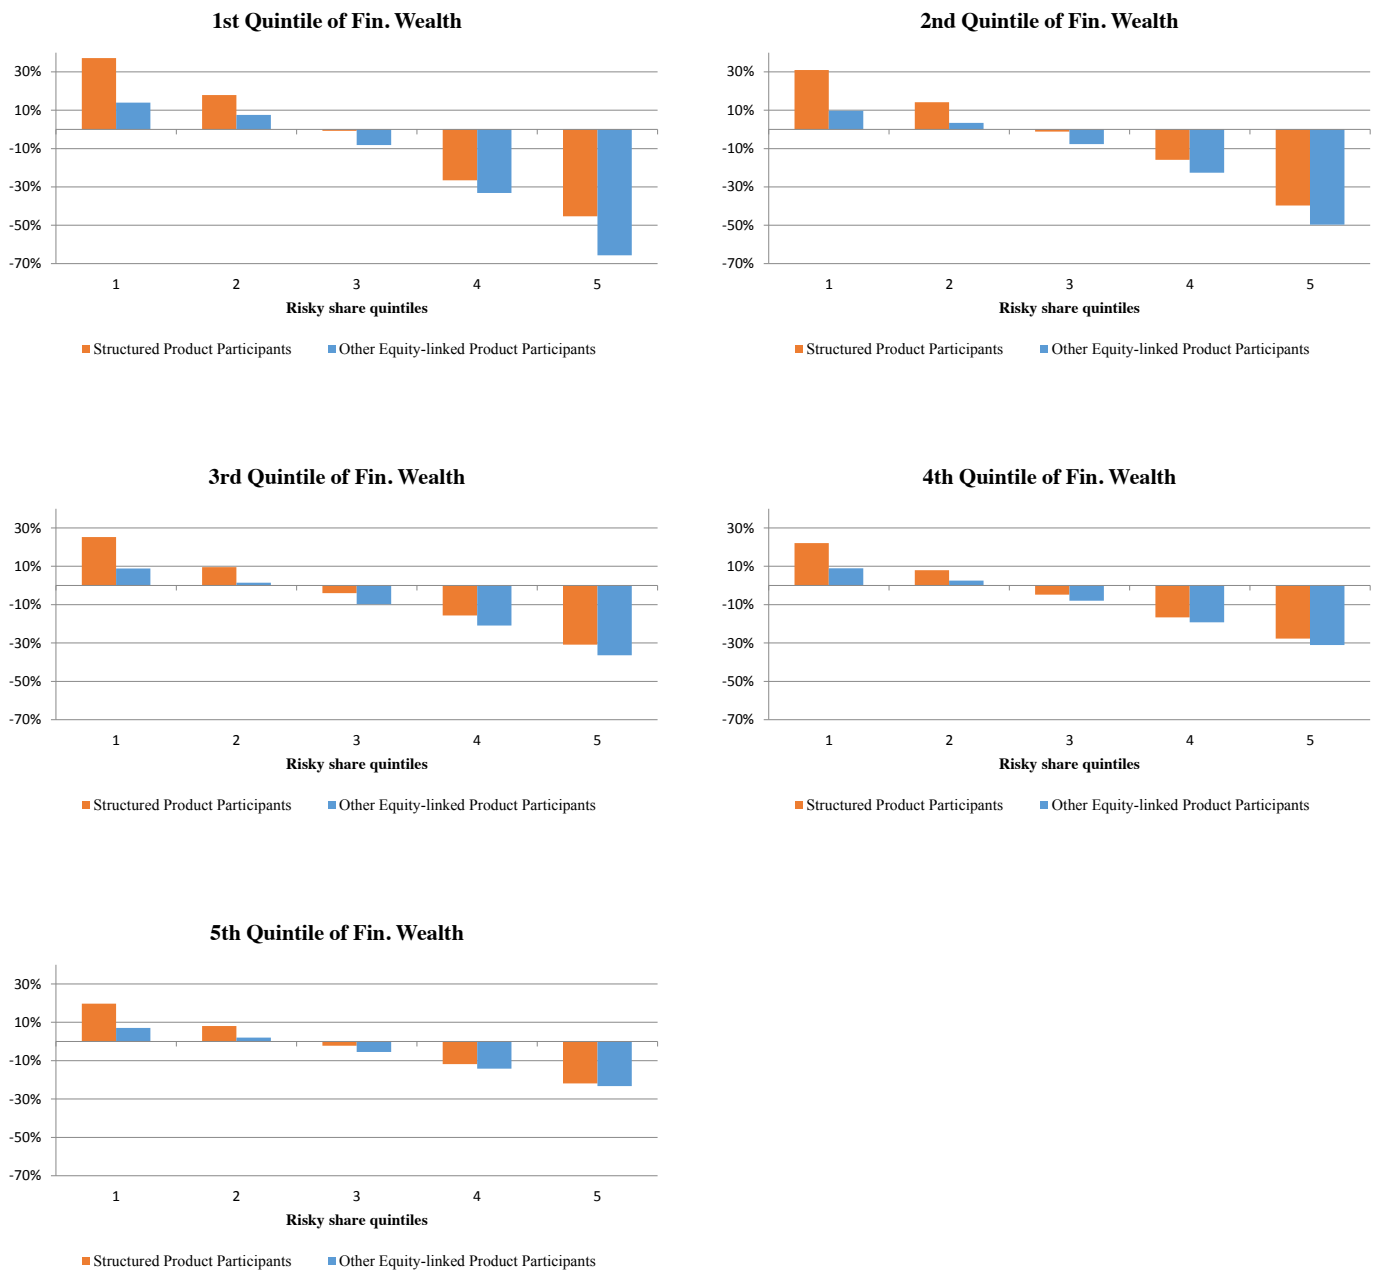 1st Quintile of Fin. Wealth
30%
10%
-10%
-30%
-50%
-70%
1 2 3 4 5
Risky share quintiles
Structured Product Participants Other Equity-linked Product Participants
2nd Quintile of Fin. Wealth
30%
10%
-10%
-30%
-50%
-70%
1 2 3 4 5
Risky share quintiles
Structured Product Participants Other Equity-linked Product Participants
3rd Quintile of Fin. Wealth
30%
10%
-10%
-30%
-50%
-70%
1 2 3 4 5
Risky share quintiles
Structured Product Participants Other Equity-linked Product Participants
4th Quintile of Fin. Wealth
30%
10%
-10%
-30%
-50%
-70%
1 2 3 4 5
Risky share quintiles
Structured Product Participants Other Equity-linked Product Participants
5th Quintile of Fin. Wealth
30%
10%
-10%
-30%
-50%
-70%
1 2 3 4 5
Risky share quintiles
Structured Product Participants Other Equity-linked Product Participants